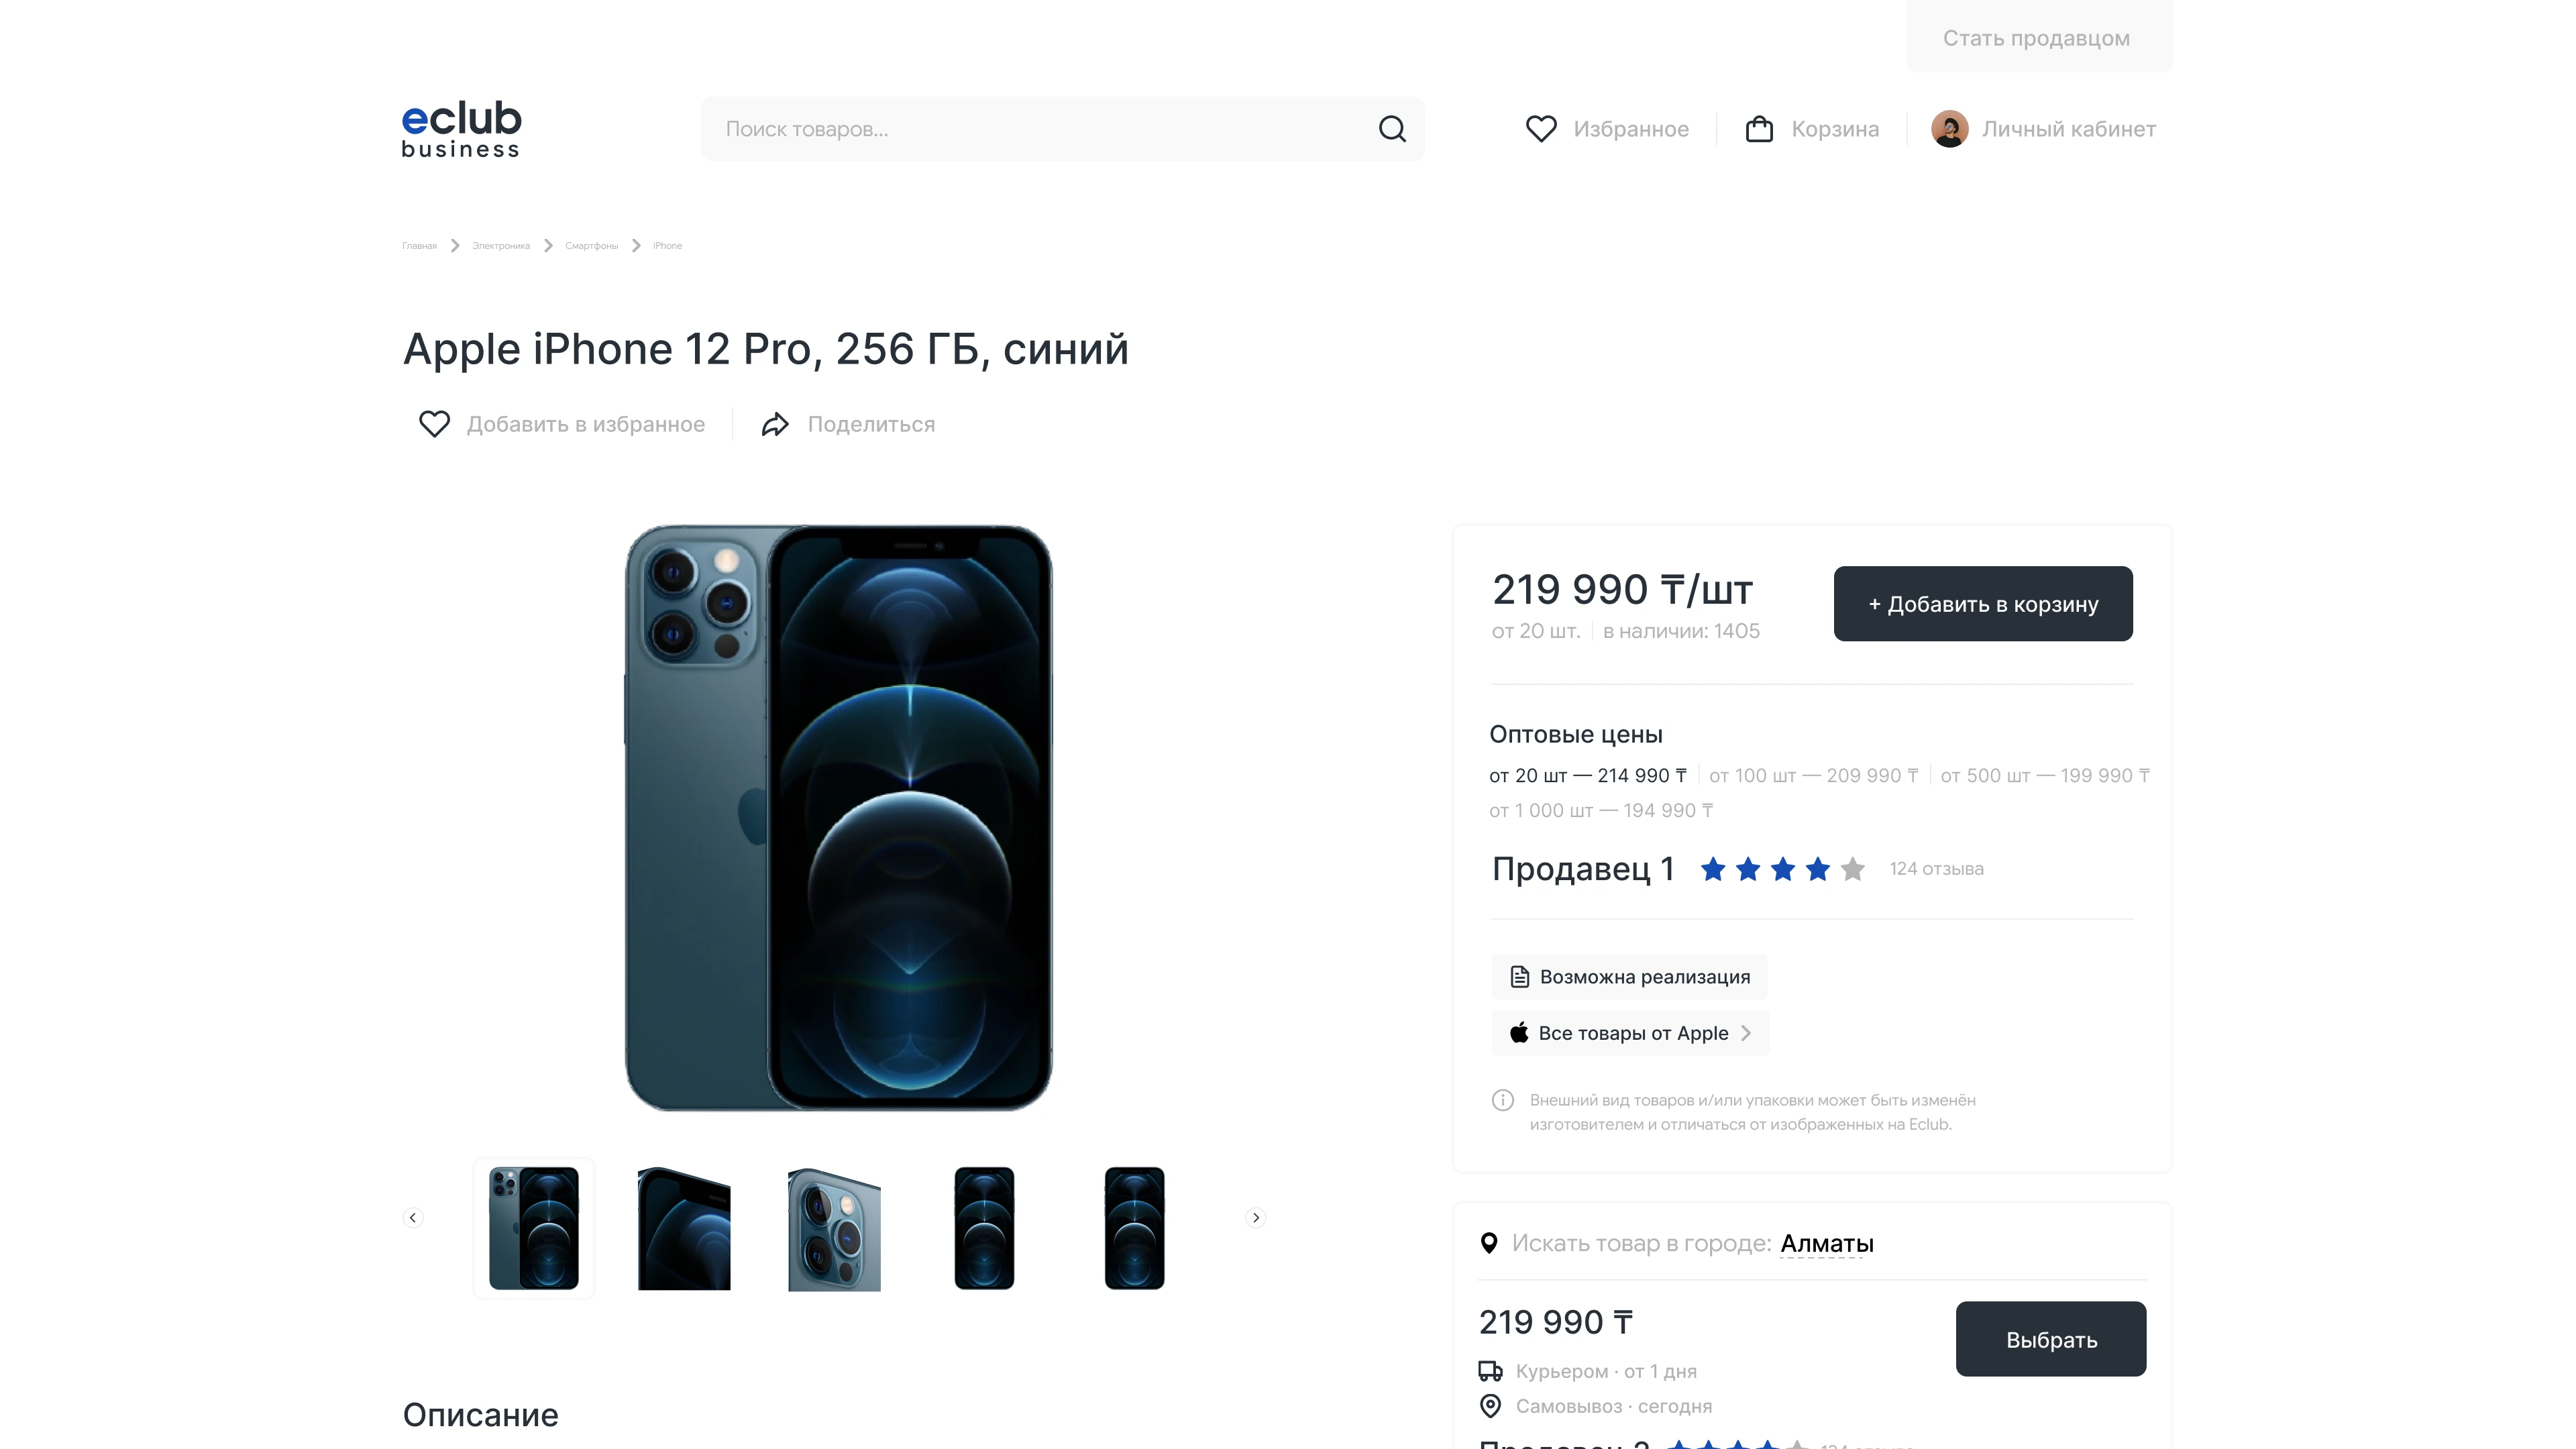 Стать продавцом
eclub
business
Поиск товаров...
Избранное
Корзина
Личный кабинет
Главная
Электроника
Смартфоны
iPhone
Apple iPhone 12 Pro, 256 ГБ, синий
Добавить в избранное
Поделиться
219 990 ₸/шт
от 20 шт.
в наличии: 1405
+ Добавить в корзину
Оптовые цены
от 20 шт — 214 990 ₸
от 100 шт — 209 990 ₸
от 500 шт — 199 990 ₸
от 1 000 шт — 194 990 ₸
Продавец 1
124 отзыва
Возможна реализация
Все товары от Apple
Внешний вид товаров и/или упаковки может быть изменён
изготовителем и отличаться от изображенных на Eclub.
Искать товар в городе: Алматы
219 990 ₸
Выбрать
Курьером · от 1 дня
Самовывоз · сегодня
Описание